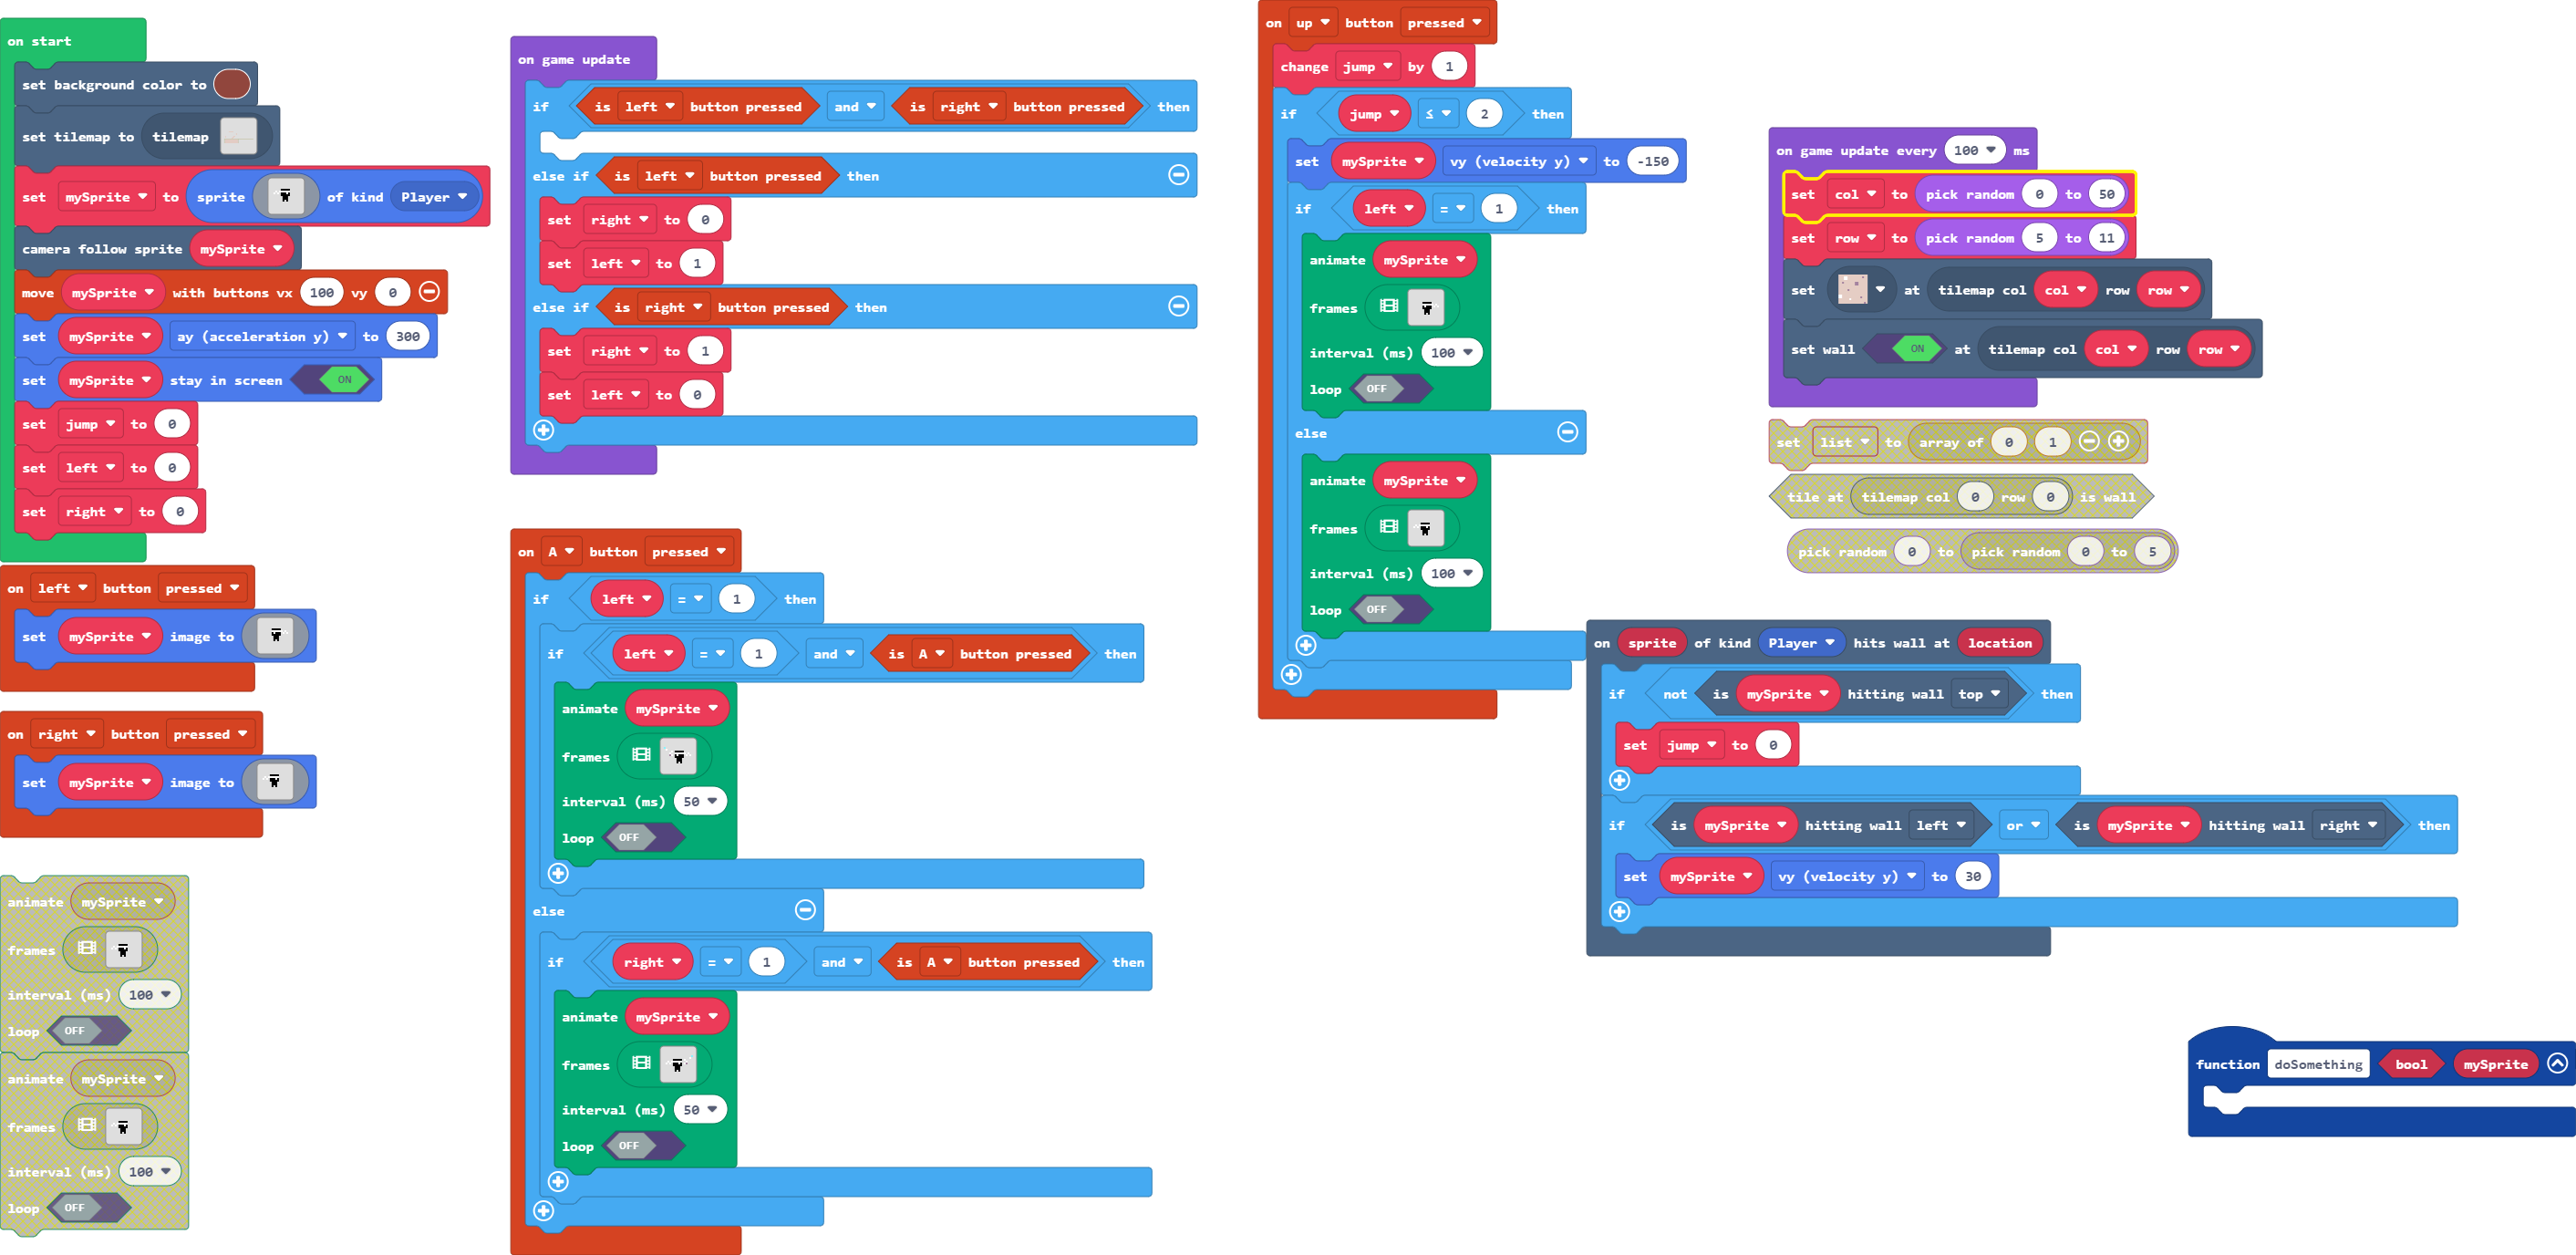 on start
set background color to
set tilemap to tilemap
set mySprite to sprite of kind Player
camera follow sprite mySprite
move mySprite with buttons vx 100 vy 0
set mySprite ay (acceleration y) to 300
set mySprite stay in screen ON
set jump to 0
set left to 0
set right to 0
on left button pressed
set mySprite image to
on right button pressed
set mySprite image to
animate mySprite
frames
interval (ms) 100
loop OFF
animate mySprite
frames
interval (ms) 100
loop OFF
on game update
if is left button pressed and is right button pressed then
else if is left button pressed then
set right to 0
set left to 1
else if is right button pressed then
set right to 1
set left to 0
on A button pressed
if left = 1 then
if left = 1 and is A button pressed then
animate mySprite
frames
interval (ms) 50
loop OFF
else
if right = 1 and is A button pressed then
animate mySprite
frames
interval (ms) 50
loop OFF
on up button pressed
change jump by 1
if jump ≤ 2 then
set mySprite vy (velocity y) to -150
if left = 1 then
animate mySprite
frames
interval (ms) 100
loop OFF
else
animate mySprite
frames
interval (ms) 100
loop OFF
on game update every 100 ms
set col to pick random 0 to 50
set row to pick random 5 to 11
set at tilemap col col row row
set wall ON at tilemap col col row row
set list to array of 0 1
tile at tilemap col 0 row 0 is wall
pick random 0 to pick random 0 to 5
on sprite of kind Player hits wall at location
if not is mySprite hitting wall top then
set jump to 0
if is mySprite hitting wall left or is mySprite hitting wall right then
set mySprite vy (velocity y) to 30
function doSomething bool mySprite